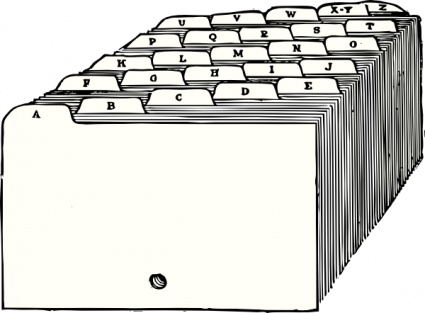 U V W X-Y Z
P Q R S T
K L M N O
F G H I J
A B C D E